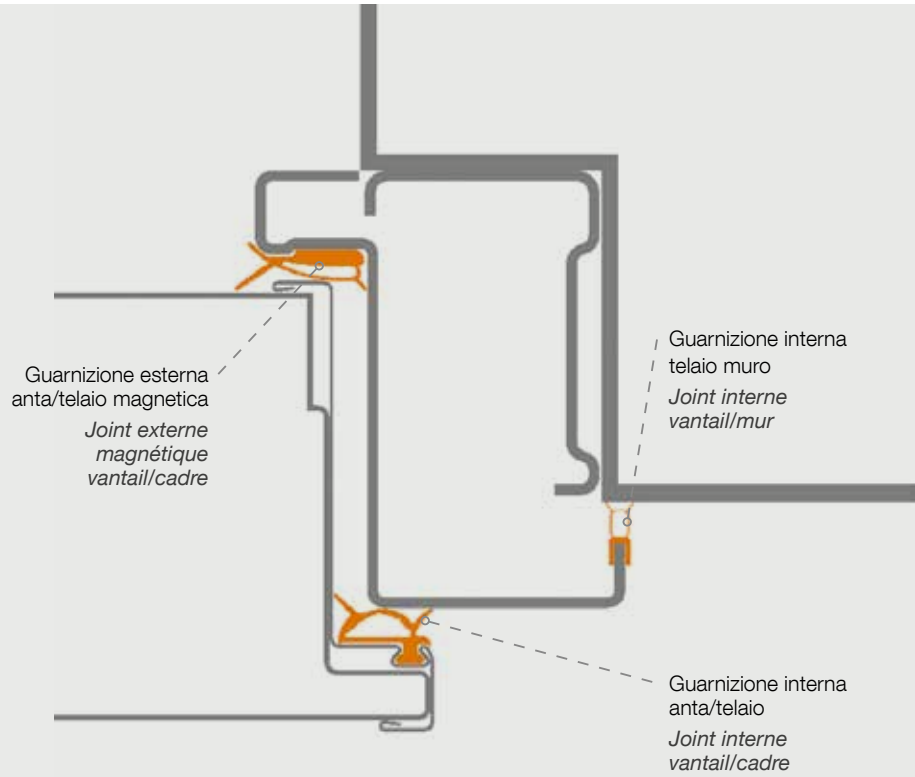 Guarnizione esterna
anta/telaio magnetica
Joint externe
magnétique
vantail/cadre
Guarnizione interna
telaio muro
Joint interne
vantail/mur
Guarnizione interna
anta/telaio
Joint interne
vantail/cadre